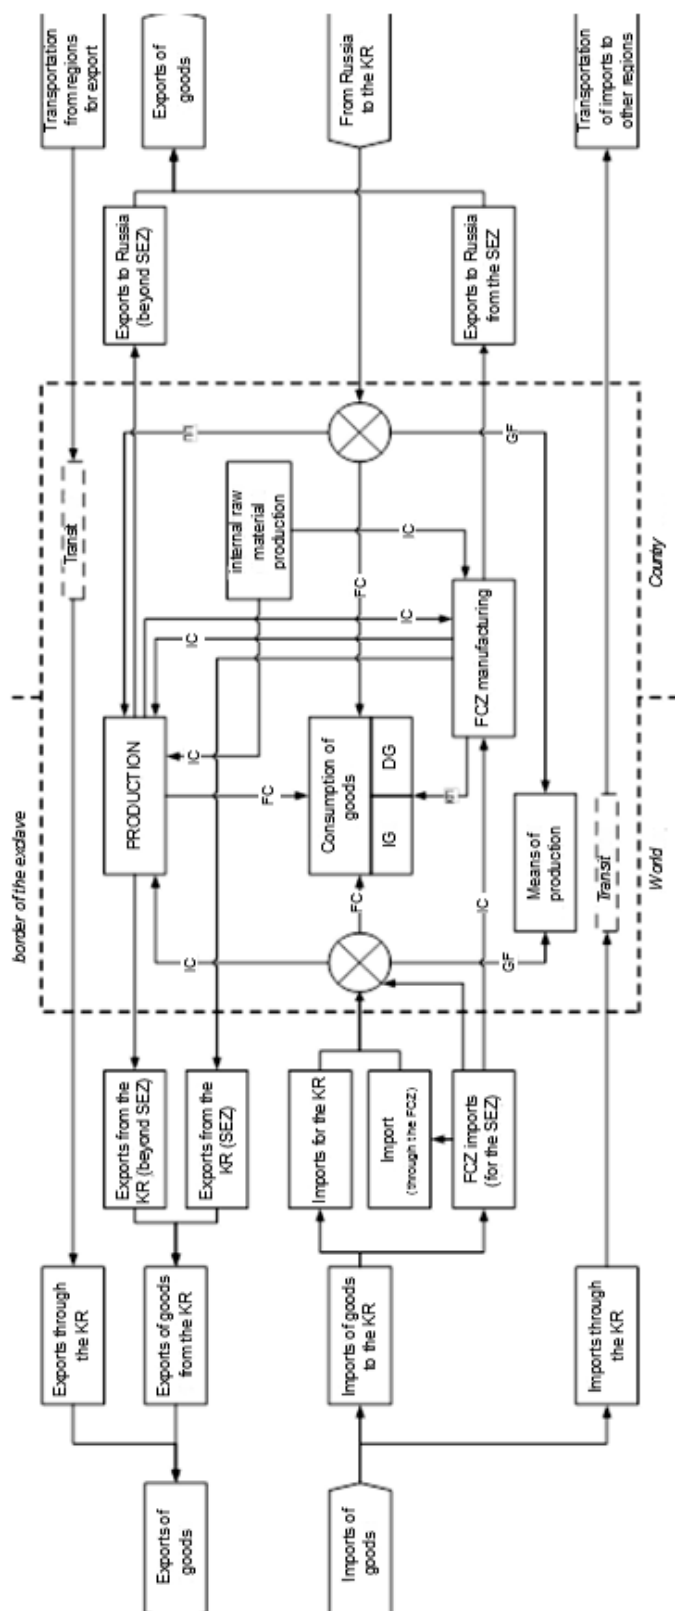 border of the exclave
World
Country
Exports of
goods
Exports through
the KR
Exports of goods
from the KR
Exports from the
KR (beyond SEZ)
Exports from the
KR (SEZ)
Transit
Transportation
from regions
for export
PRODUCTION
Exports to Russia
(beyond SEZ)
Exports of
goods
internal raw
material
production
Imports of
goods
Imports of goods
to the KR
Imports for the KR
Import
(through the FCZ)
FCZ imports
(for the SEZ)
Consumption of
goods
IG
DG
From Russia
to the KR
FCZ manufacturing
Exports to Russia
from the SEZ
Means of
production
Imports through
the KR
Transit
Transportation
of imports to
other regions
IC
IC
IC
IC
IC
IC
FC
FC
FC
GF
GF